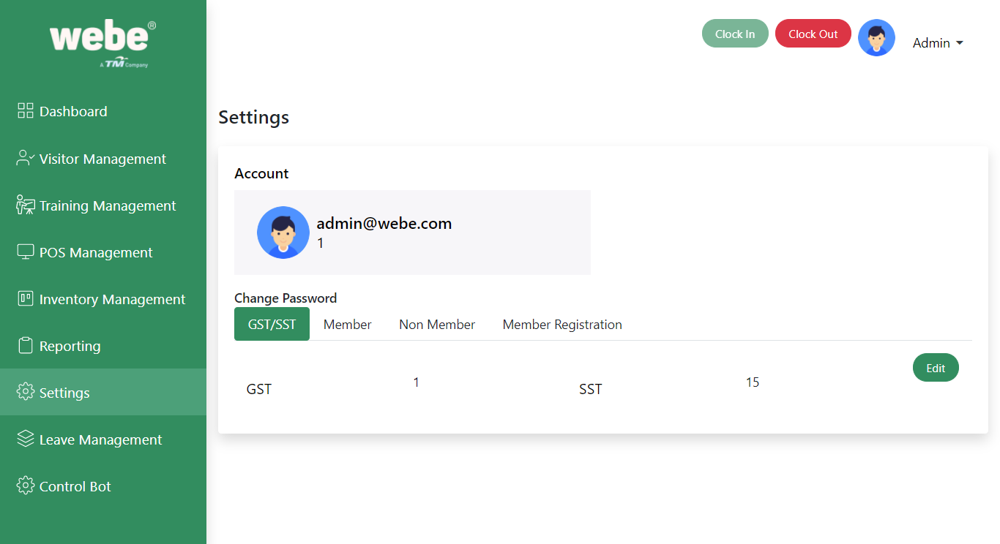 webe®
A TM Company
Dashboard
Visitor Management
Training Management
POS Management
Inventory Management
Reporting
Settings
Leave Management
Control Bot
Clock In
Clock Out
Admin
Settings
Account
admin@webe.com
1
Change Password
GST/SST Member Non Member Member Registration
Edit
GST 1 SST 15